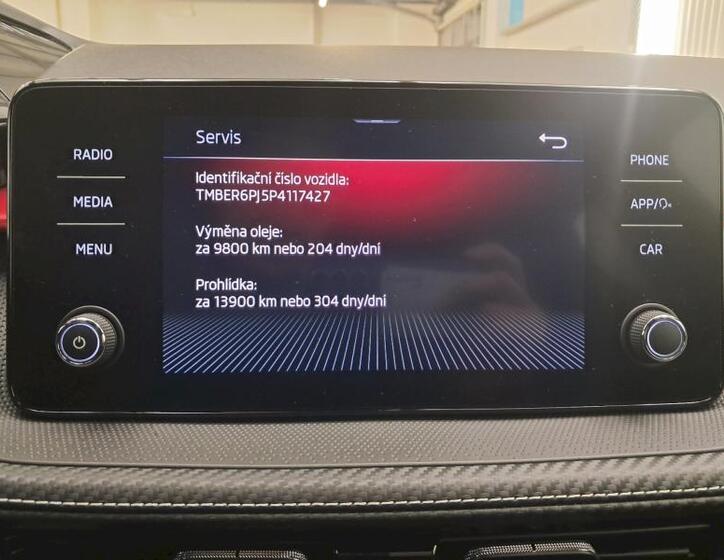 Servis
RADIO
MEDIA
MENU
Identifikační číslo vozidla:
TMBER6PJ5P4117427
Výměna oleje:
za 9800 km nebo 204 dny/dní
Prohlídka:
za 13900 km nebo 304 dny/dní
PHONE
APP/
CAR